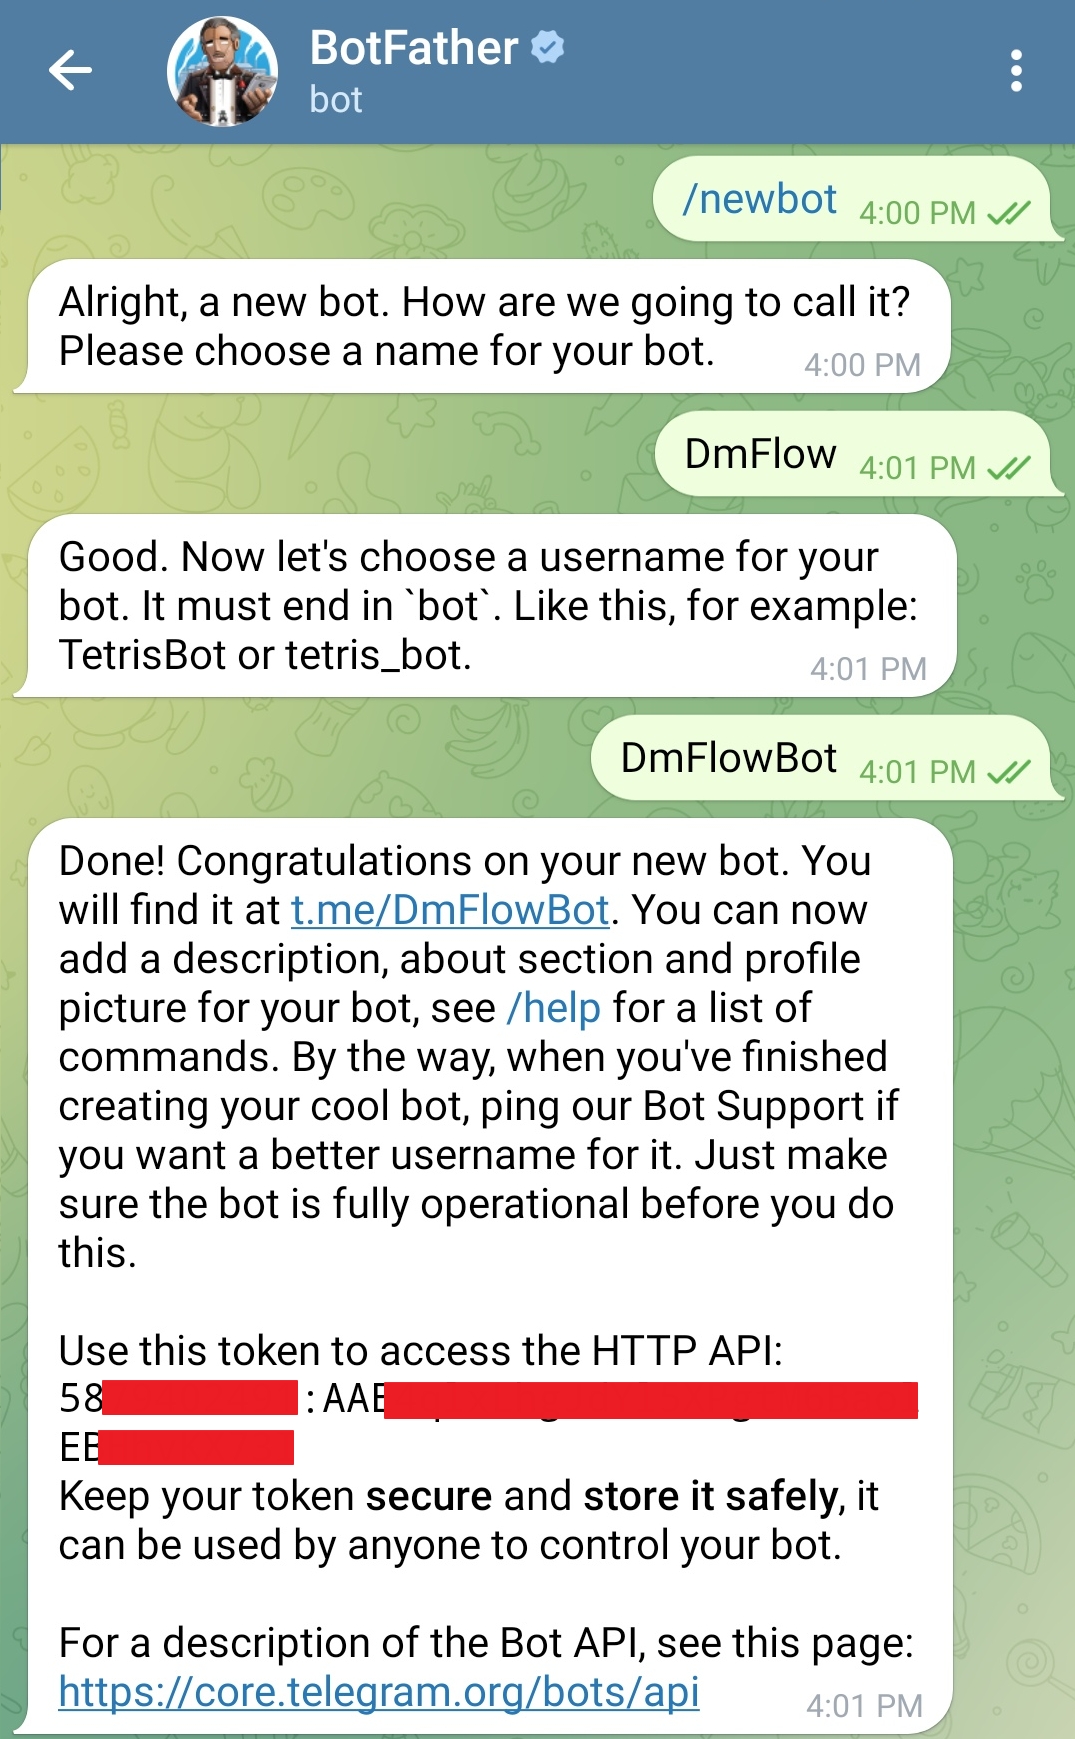 BotFather
bot
/newbot 4:00 PM
Alright, a new bot. How are we going to call it?
Please choose a name for your bot. 4:00 PM
DmFlow 4:01 PM
Good. Now let's choose a username for your
bot. It must end in `bot`. Like this, for example:
TetrisBot or tetris_bot. 4:01 PM
DmFlowBot 4:01 PM
Done! Congratulations on your new bot. You
will find it at t.me/DmFlowBot. You can now
add a description, about section and profile
picture for your bot, see /help for a list of
commands. By the way, when you've finished
creating your cool bot, ping our Bot Support if
you want a better username for it. Just make
sure the bot is fully operational before you do
this.
Use this token to access the HTTP API:
58 :AAE
EB
Keep your token secure and store it safely, it
can be used by anyone to control your bot.
For a description of the Bot API, see this page:
https://core.telegram.org/bots/api 4:01 PM